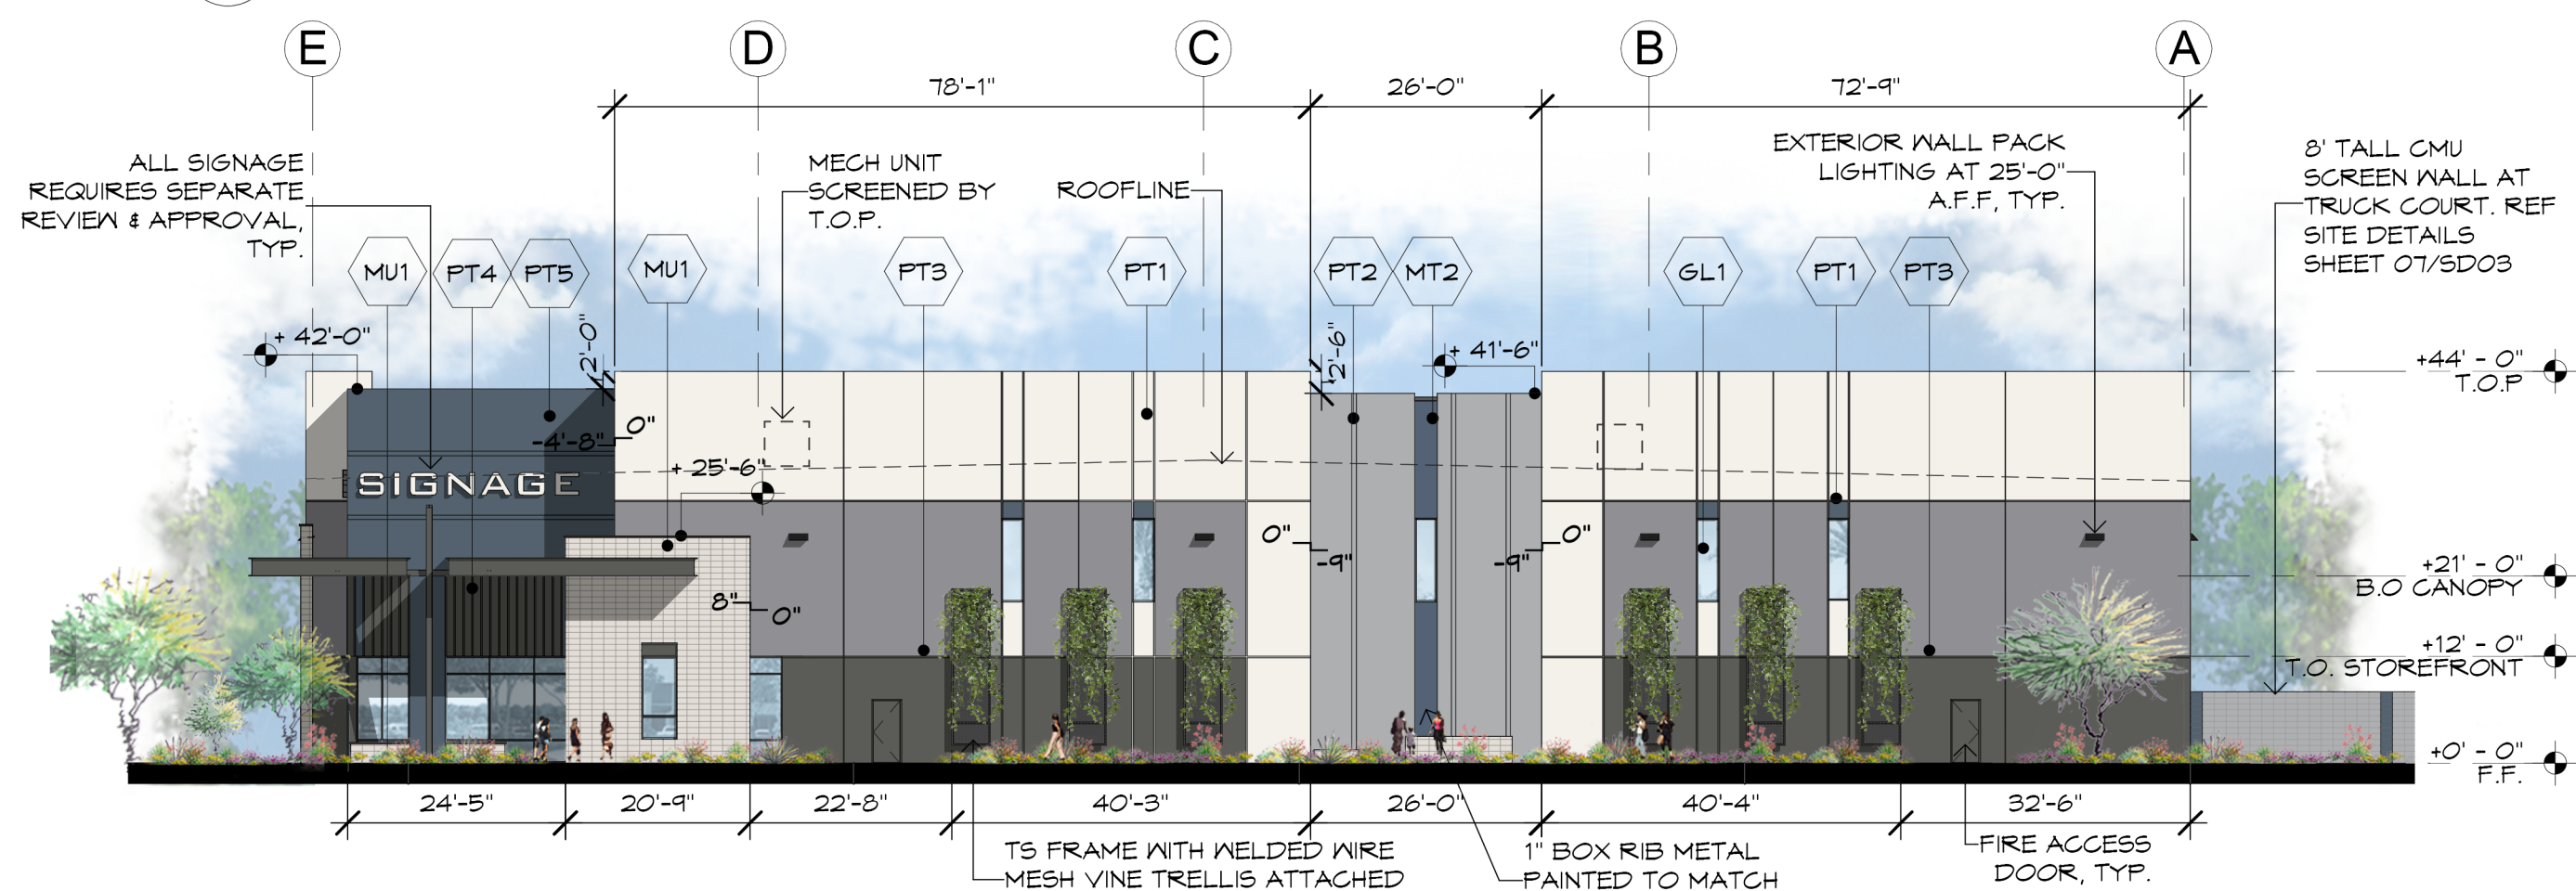 E
D
C
B
A
78'-1"
26'-0"
72'-9"
ALL SIGNAGE
REQUIRES SEPARATE
REVIEW & APPROVAL,
TYP.
MECH UNIT
SCREENED BY
T.O.P.
ROOFLINE
EXTERIOR WALL PACK
LIGHTING AT 25'-0"
A.F.F, TYP.
8' TALL CMU
SCREEN WALL AT
TRUCK COURT. REF
SITE DETAILS
SHEET 07/SD03
MU1
PT4
PT5
MU1
PT3
PT1
PT2
MT2
GL1
PT1
PT3
+ 42'-0"
2'-0"
2'-6"
+ 41'-6"
+44' - 0"
T.O.P
0"
-4'-8"
+ 25'-6"
SIGNAGE
0"
-9"
-9"
0"
8"
0"
+21' - 0"
B.O CANOPY
+12' - 0"
T.O. STOREFRONT
+0' - 0"
F.F.
24'-5"
20'-9"
22'-8"
40'-3"
26'-0"
40'-4"
32'-6"
TS FRAME WITH WELDED WIRE
MESH VINE TRELLIS ATTACHED
1" BOX RIB METAL
PAINTED TO MATCH
FIRE ACCESS
DOOR, TYP.